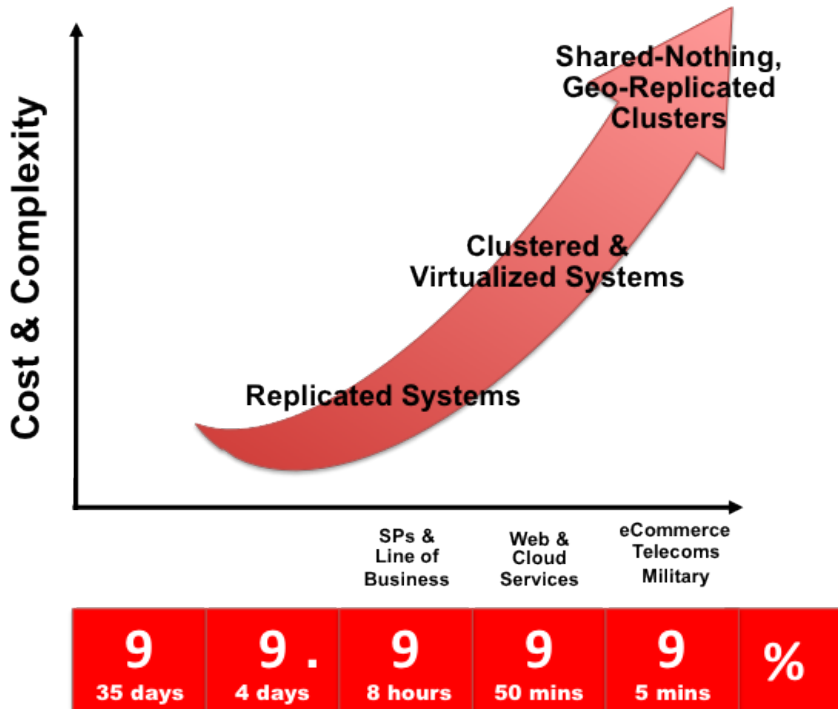 Cost & Complexity
Shared-Nothing,
Geo-Replicated
Clusters
Clustered &
Virtualized Systems
Replicated Systems
SPs &
Line of
Business
Web &
Cloud
Services
eCommerce
Telecoms
Military
9 9 . 9 9 9 %
35 days 4 days 8 hours 50 mins 5 mins